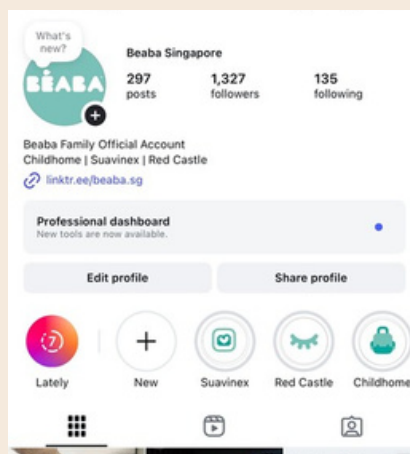 What's
new?
BÉABA
Beaba Singapore
297 1,327 135
posts followers following
Beaba Family Official Account
Childhome | Suavinex | Red Castle
linktr.ee/beaba.sg
Professional dashboard
New tools are now available.
Edit profile Share profile
7
Lately New Suavinex Red Castle Childhome